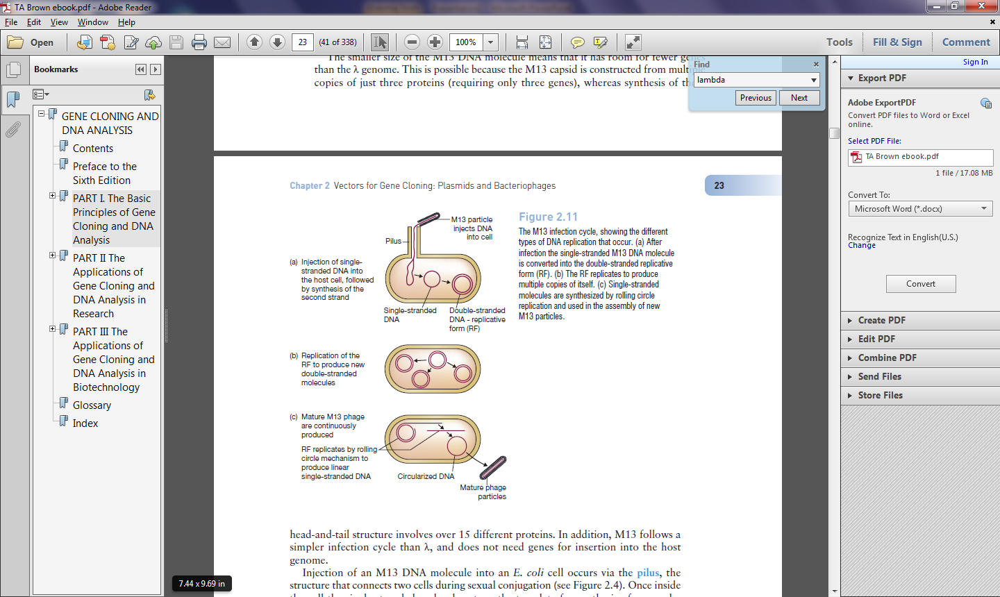 TA Brown ebook.pdf - Adobe Reader
File Edit View Window Help
Open
23
(41 of 338)
100%
Tools
Fill & Sign
Comment
Bookmarks
GENE CLONING AND
DNA ANALYSIS
Contents
Preface to the
Sixth Edition
PART I. The Basic
Principles of Gene
Cloning and DNA
Analysis
PART II The
Applications of
Gene Cloning and
DNA Analysis in
Research
PART III The
Applications of
Gene Cloning and
DNA Analysis in
Biotechnology
Glossary
Index
The smaller size of the M13 DNA molecule means that it has room for fewer genes
than the λ genome. This is possible because the M13 capsid is constructed from multiple
copies of just three proteins (requiring only three genes), whereas synthesis of the
Find
lambda
Previous
Next
Chapter 2 Vectors for Gene Cloning: Plasmids and Bacteriophages
23
M13 particle
injects DNA
into cell
Pilus
(a) Injection of single-
stranded DNA into
the host cell, followed
by synthesis of the
second strand
Single-stranded
DNA
Double-stranded
DNA - replicative
form (RF)
(b) Replication of the
RF to produce new
double-stranded
molecules
(c) Mature M13 phage
are continuously
produced
RF replicates by rolling
circle mechanism to
produce linear
single-stranded DNA
Circularized DNA
Mature phage
particles
Figure 2.11
The M13 infection cycle, showing the different
types of DNA replication that occur. (a) After
infection the single-stranded M13 DNA molecule
is converted into the double-stranded replicative
form (RF). (b) The RF replicates to produce
multiple copies of itself. (c) Single-stranded
molecules are synthesized by rolling circle
replication and used in the assembly of new
M13 particles.
head-and-tail structure involves over 15 different proteins. In addition, M13 follows a
simpler infection cycle than λ, and does not need genes for insertion into the host
genome.
Injection of an M13 DNA molecule into an E. coli cell occurs via the pilus, the
structure that connects two cells during sexual conjugation (see Figure 2.4). Once inside
7.44 x 9.69 in
Sign In
Export PDF
Adobe ExportPDF
Convert PDF files to Word or Excel
online.
Select PDF File:
TA Brown ebook.pdf
1 file / 17.08 MB
Convert To:
Microsoft Word (*.docx)
Recognize Text in English(U.S.)
Change
Convert
Create PDF
Edit PDF
Combine PDF
Send Files
Store Files